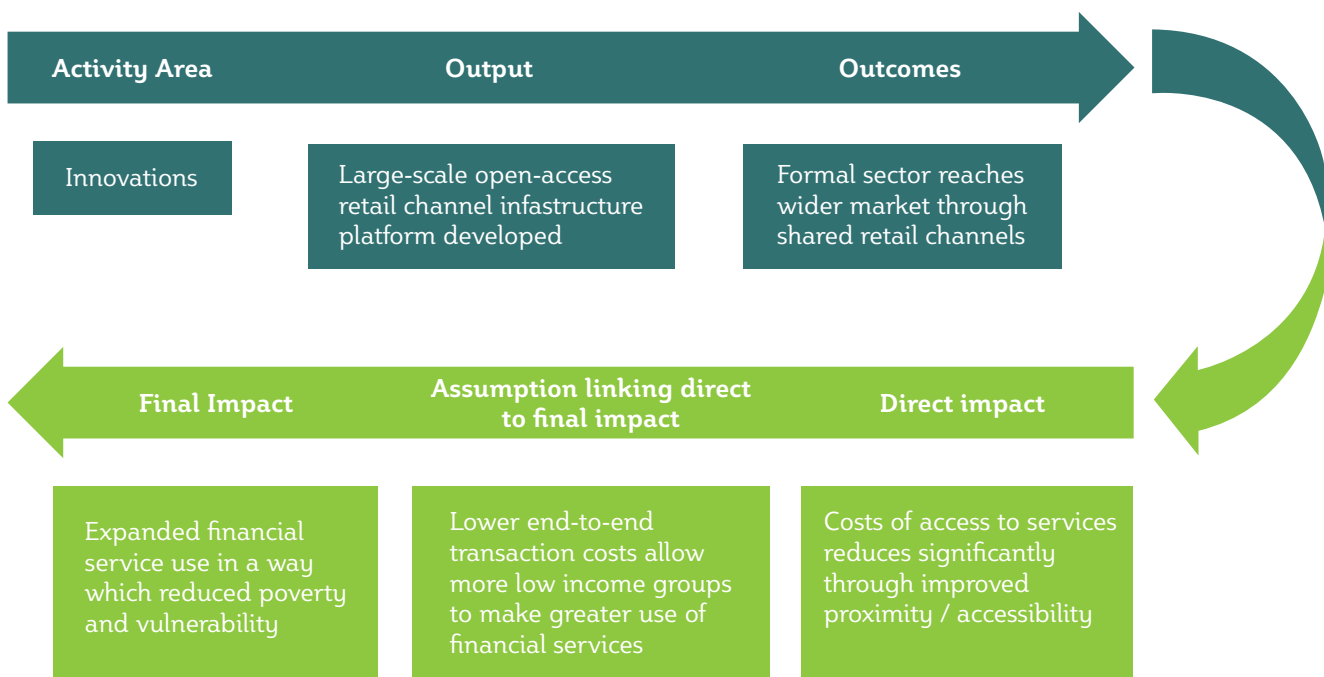 Activity Area
Output
Outcomes
Innovations
Large-scale open-access
retail channel infastructure
platform developed
Formal sector reaches
wider market through
shared retail channels
Final Impact
Assumption linking direct
to final impact
Direct impact
Expanded financial
service use in a way
which reduced poverty
and vulnerability
Lower end-to-end
transaction costs allow
more low income groups
to make greater use of
financial services
Costs of access to services
reduces significantly
through improved
proximity / accessibility